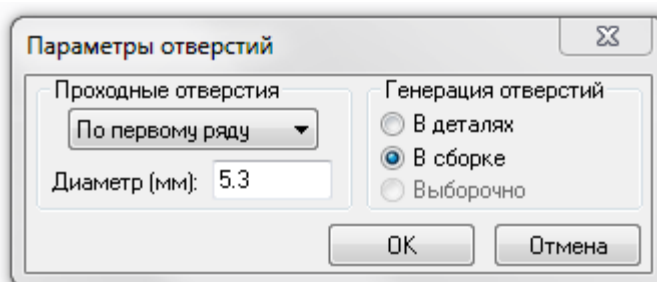 Параметры отверстий
Проходные отверстия
По первому ряду
Диаметр (мм): 5.3
Генерация отверстий
В деталях
В сборке
Выборочно
OK
Отмена